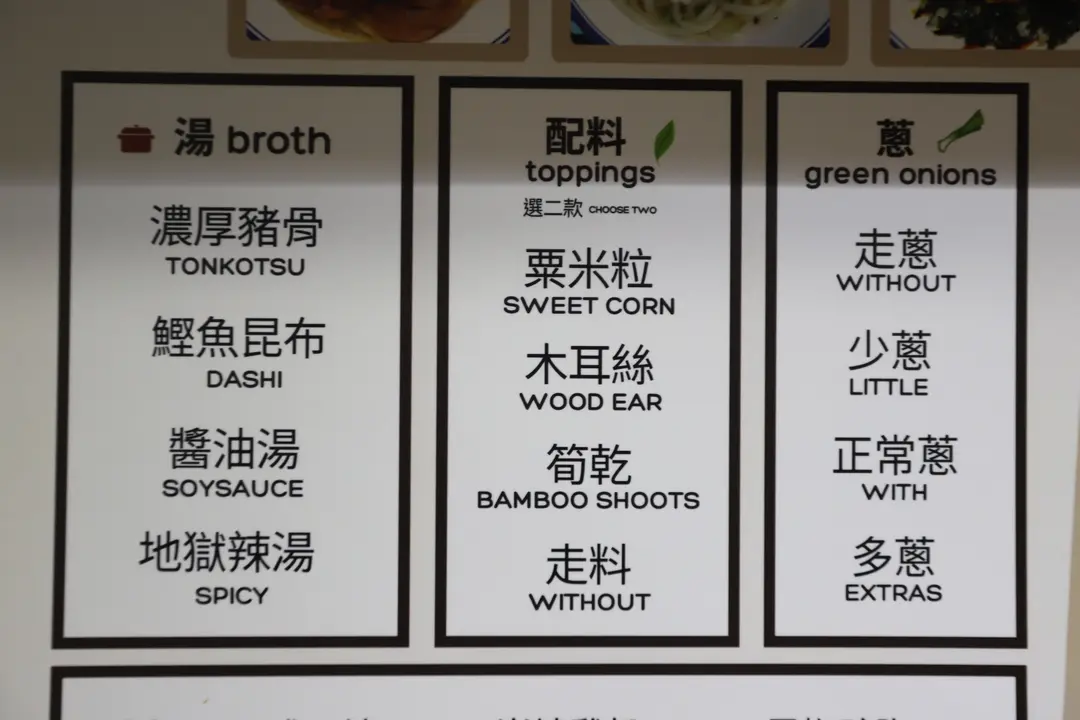 湯 broth
濃厚豬骨
TONKOTSU
鰹魚昆布
DASHI
醬油湯
SOYSAUCE
地獄辣湯
SPICY
配料
toppings
選二款 CHOOSE TWO
粟米粒
SWEET CORN
木耳絲
WOOD EAR
筍乾
BAMBOO SHOOTS
走料
WITHOUT
蔥
green onions
走蔥
WITHOUT
少蔥
LITTLE
正常蔥
WITH
多蔥
EXTRAS